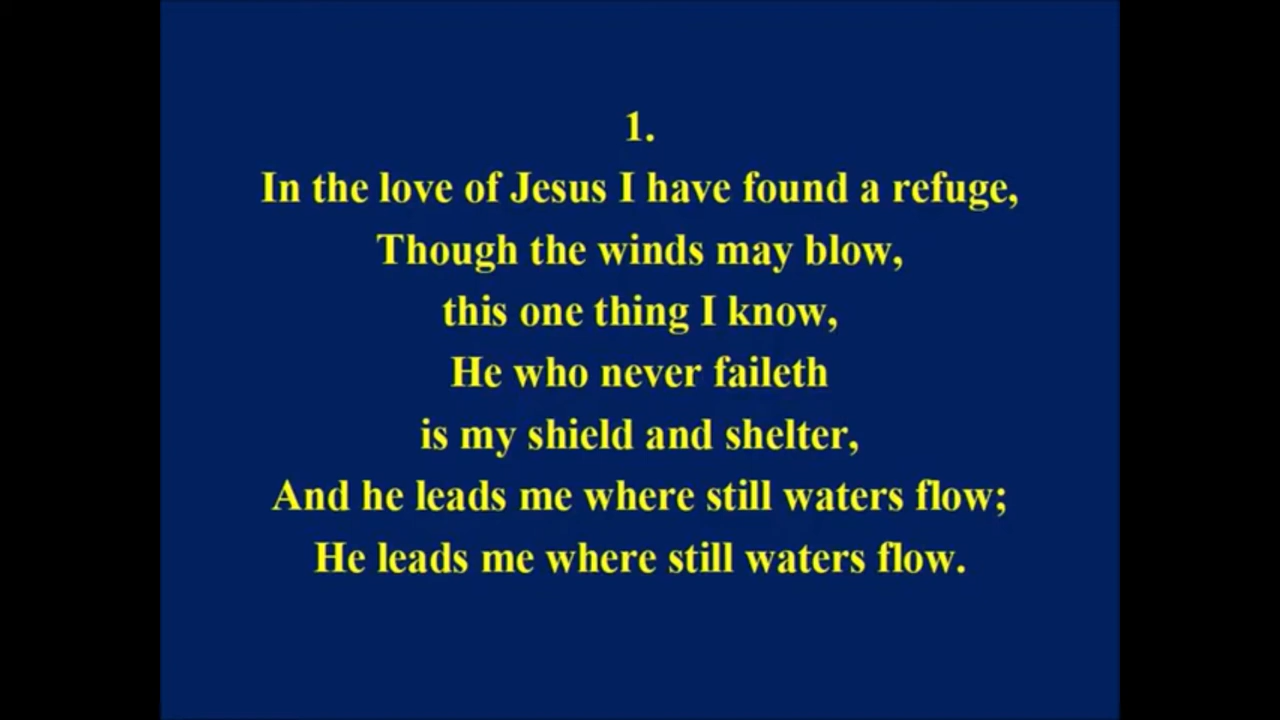 1.
In the love of Jesus I have found a refuge,
Though the winds may blow,
this one thing I know,
He who never faileth
is my shield and shelter,
And he leads me where still waters flow;
He leads me where still waters flow.